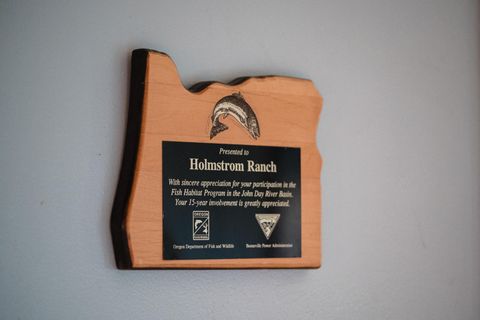 Presented to
Holmstrom Ranch
With sincere appreciation for your participation in the
Fish Habitat Program in the John Day River Basin.
Your 15-year involvement is greatly appreciated.
OREGON
Oregon Department of Fish and Wildlife
Bonneville Power Administration